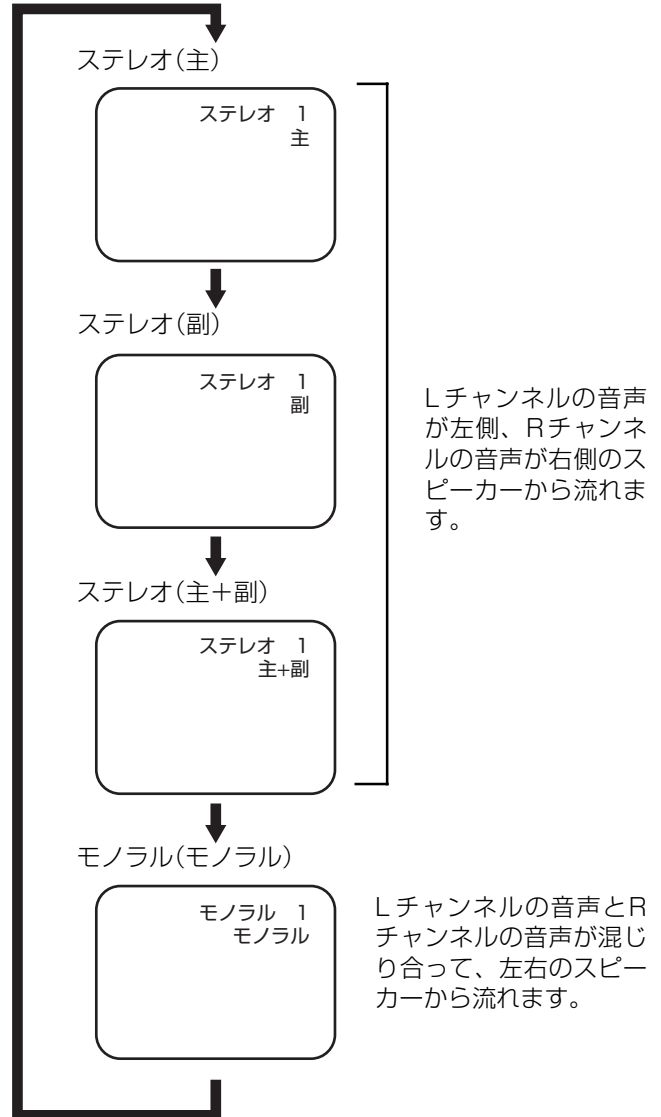 ステレオ(主)
ステレオ 1
主
ステレオ(副)
ステレオ 1
副
Lチャンネルの音声
が左側、Rチャンネ
ルの音声が右側のス
ピーカーから流れま
す。
ステレオ(主＋副)
ステレオ 1
主+副
モノラル(モノラル)
モノラル 1
モノラル
Lチャンネルの音声とR
チャンネルの音声が混じ
り合って、左右のスピー
カーから流れます。